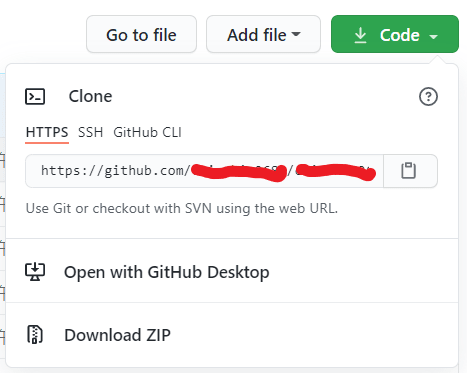 Go to file Add file Code
Clone
HTTPS SSH GitHub CLI
https://github.com/
Use Git or checkout with SVN using the web URL.
Open with GitHub Desktop
Download ZIP